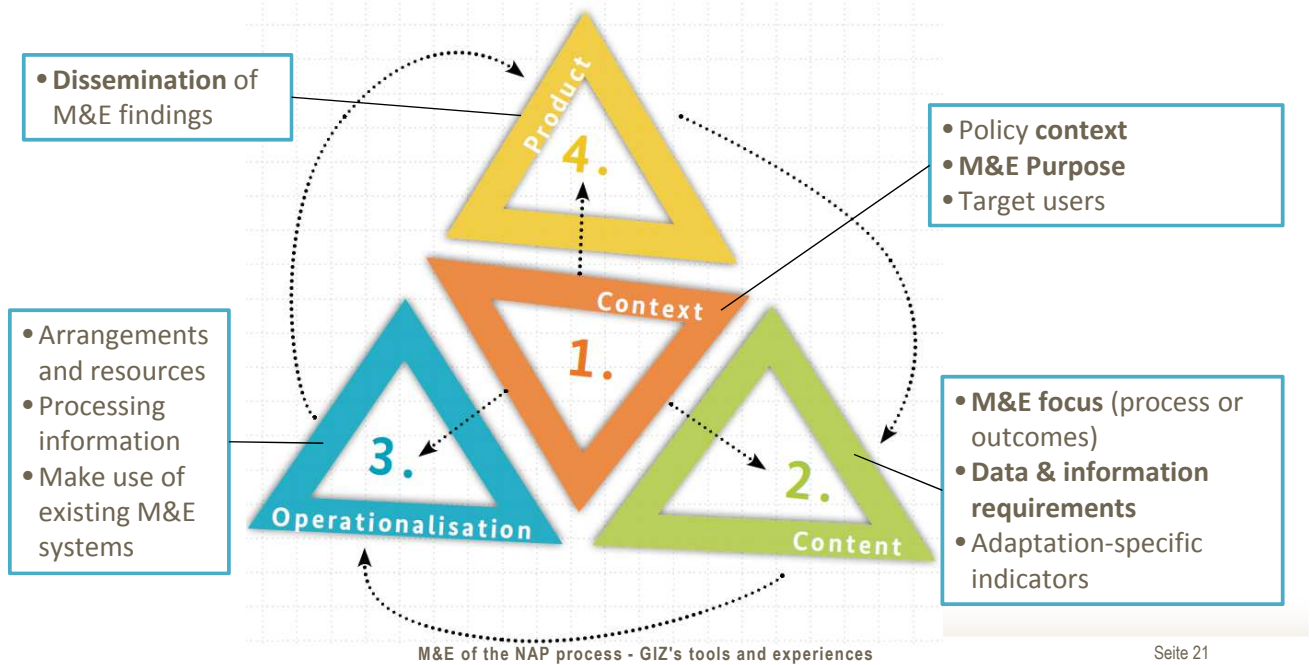 • Dissemination of
M&E findings
Product
4.
• Policy context
• M&E Purpose
• Target users
Context
1.
• Arrangements
and resources
• Processing
information
• Make use of
existing M&E
systems
3.
Operationalisation
2.
Content
• M&E focus (process or
outcomes)
• Data & information
requirements
• Adaptation-specific
indicators
M&E of the NAP process - GIZ's tools and experiences
Seite 21